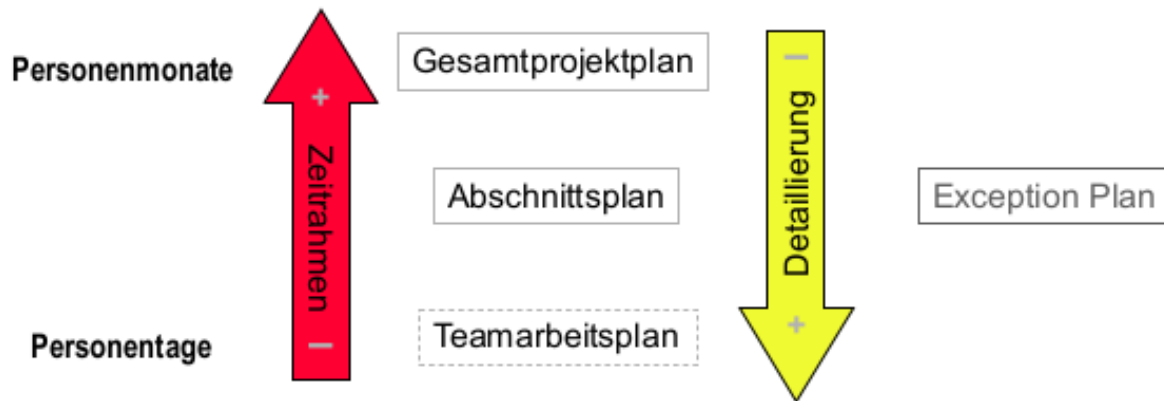 Personenmonate
+
Zeitrahmen
–
Gesamtprojektplan
Abschnittsplan
Teamarbeitsplan
–
Detaillierung
+
Exception Plan
Personentage